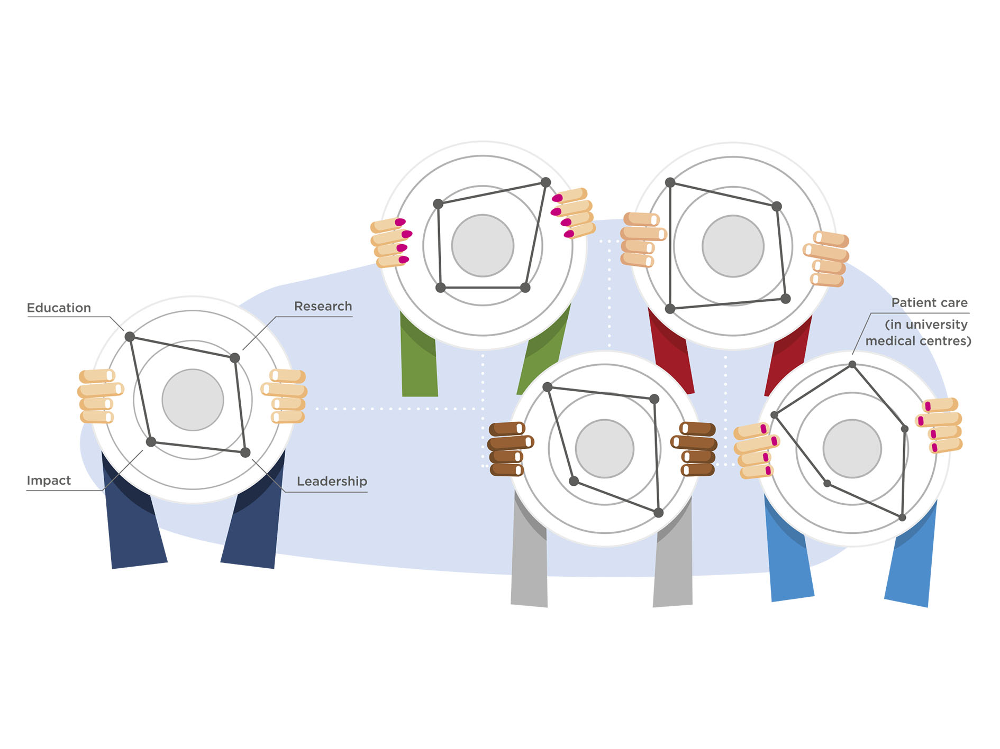 Education
Research
Impact
Leadership
Patient care
(in university
medical centres)